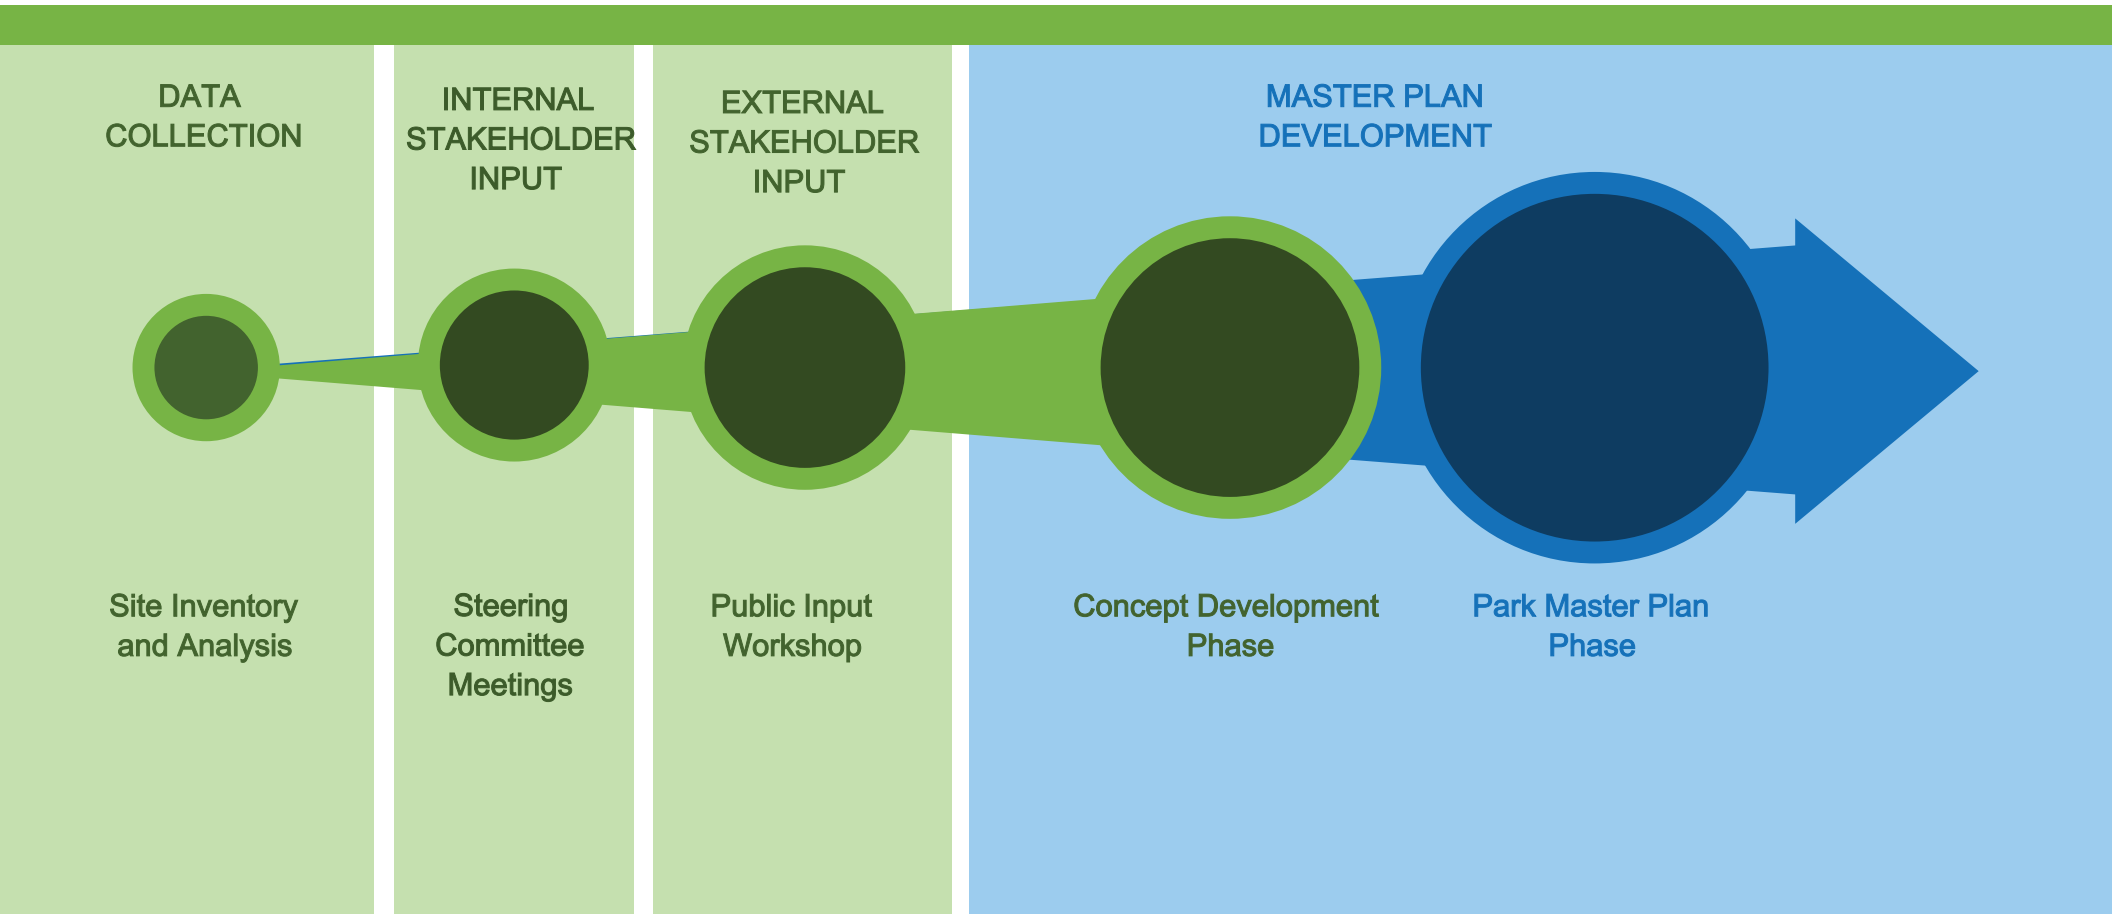 DATA
COLLECTION
INTERNAL
STAKEHOLDER
INPUT
EXTERNAL
STAKEHOLDER
INPUT
MASTER PLAN
DEVELOPMENT
Site Inventory
and Analysis
Steering
Committee
Meetings
Public Input
Workshop
Concept Development
Phase
Park Master Plan
Phase